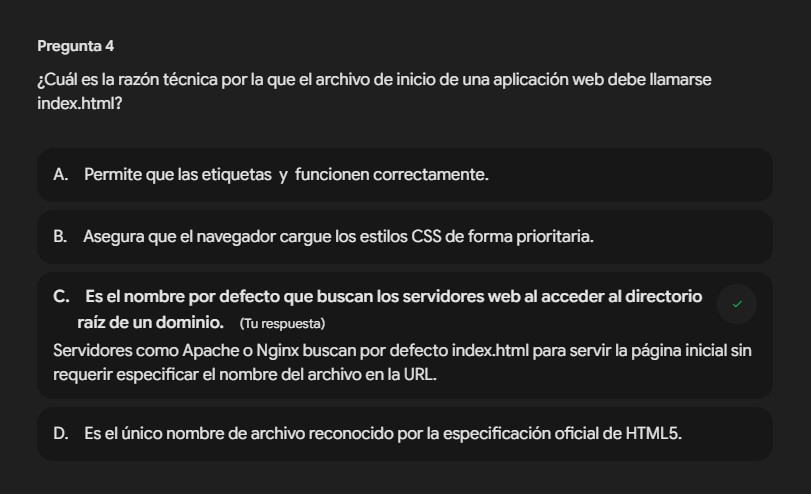 Pregunta 4
¿Cuál es la razón técnica por la que el archivo de inicio de una aplicación web debe llamarse
index.html?
A. Permite que las etiquetas y funcionen correctamente.
B. Asegura que el navegador cargue los estilos CSS de forma prioritaria.
C. Es el nombre por defecto que buscan los servidores web al acceder al directorio
raíz de un dominio. (Tu respuesta)
Servidores como Apache o Nginx buscan por defecto index.html para servir la página inicial sin
requerir especificar el nombre del archivo en la URL.
D. Es el único nombre de archivo reconocido por la especificación oficial de HTML5.